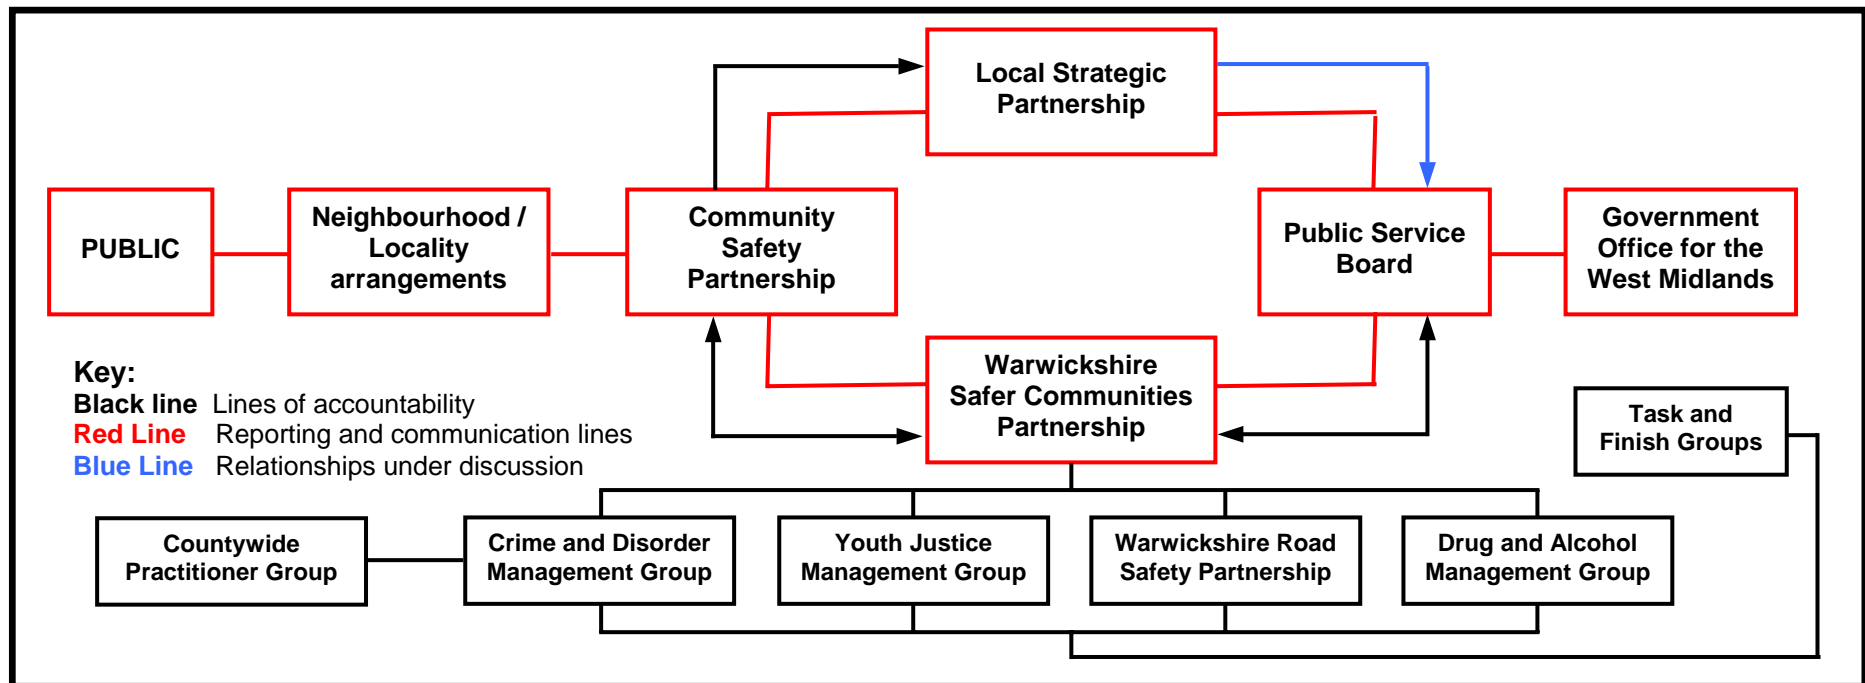 Local Strategic
Partnership
PUBLIC
Neighbourhood /
Locality
arrangements
Community
Safety
Partnership
Public Service
Board
Government
Office for the
West Midlands
Warwickshire
Safer Communities
Partnership
Key:
Black line Lines of accountability
Red Line Reporting and communication lines
Blue Line Relationships under discussion
Task and
Finish Groups
Countywide
Practitioner Group
Crime and Disorder
Management Group
Youth Justice
Management Group
Warwickshire Road
Safety Partnership
Drug and Alcohol
Management Group